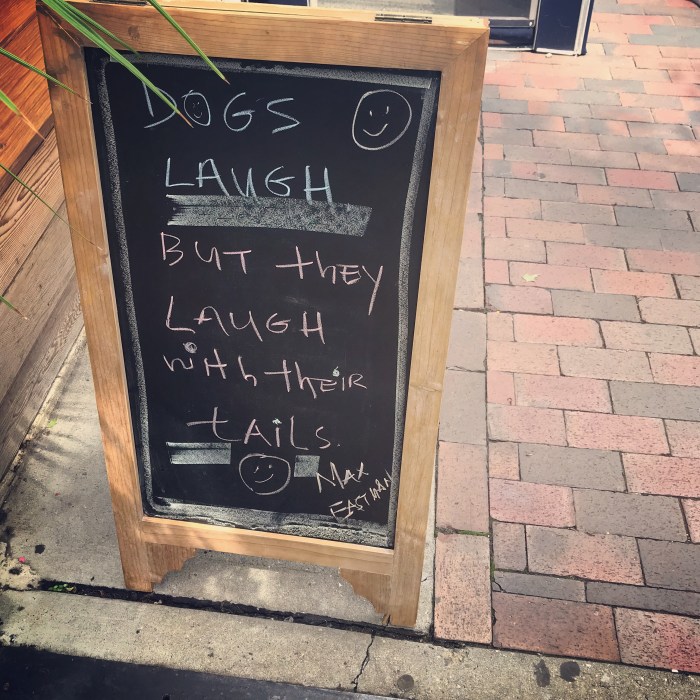 DOGS
LAUGH
BUT thEY
LAUGH
with thEiR
tAiLS.
MAX
EASTMAN